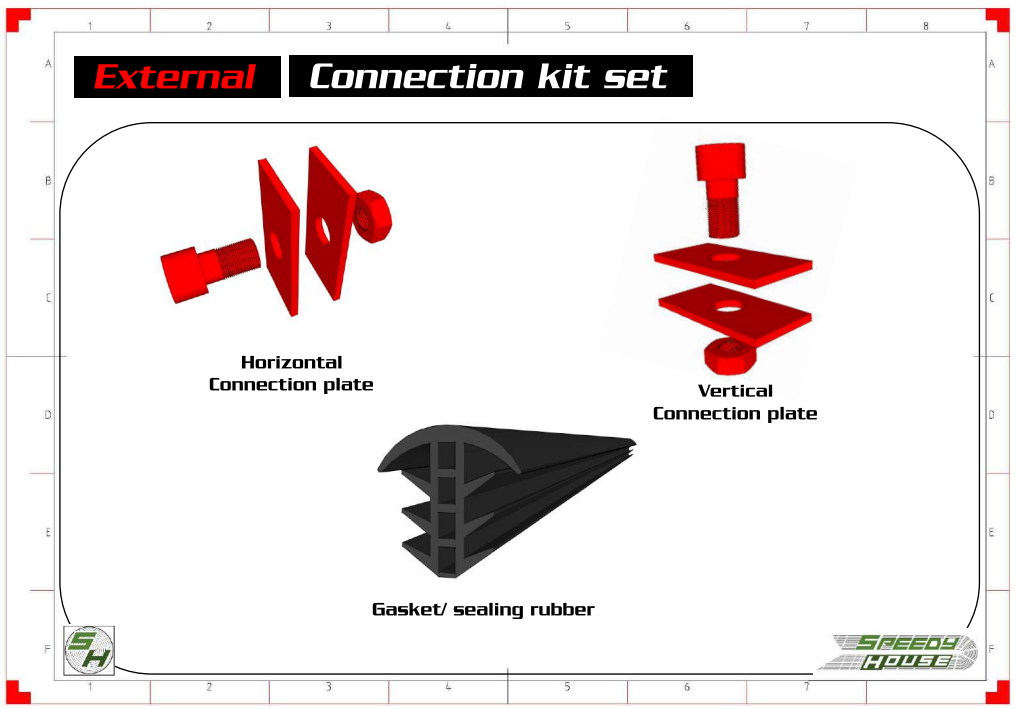 1 2 3 4 5 6 7 8
A A
External Connection kit set
B B
C C
Horizontal
Connection plate
Vertical
Connection plate
D D
E E
Gasket/ sealing rubber
F F
SH
SPEEDY
HOUSE
1 2 3 4 5 6 7